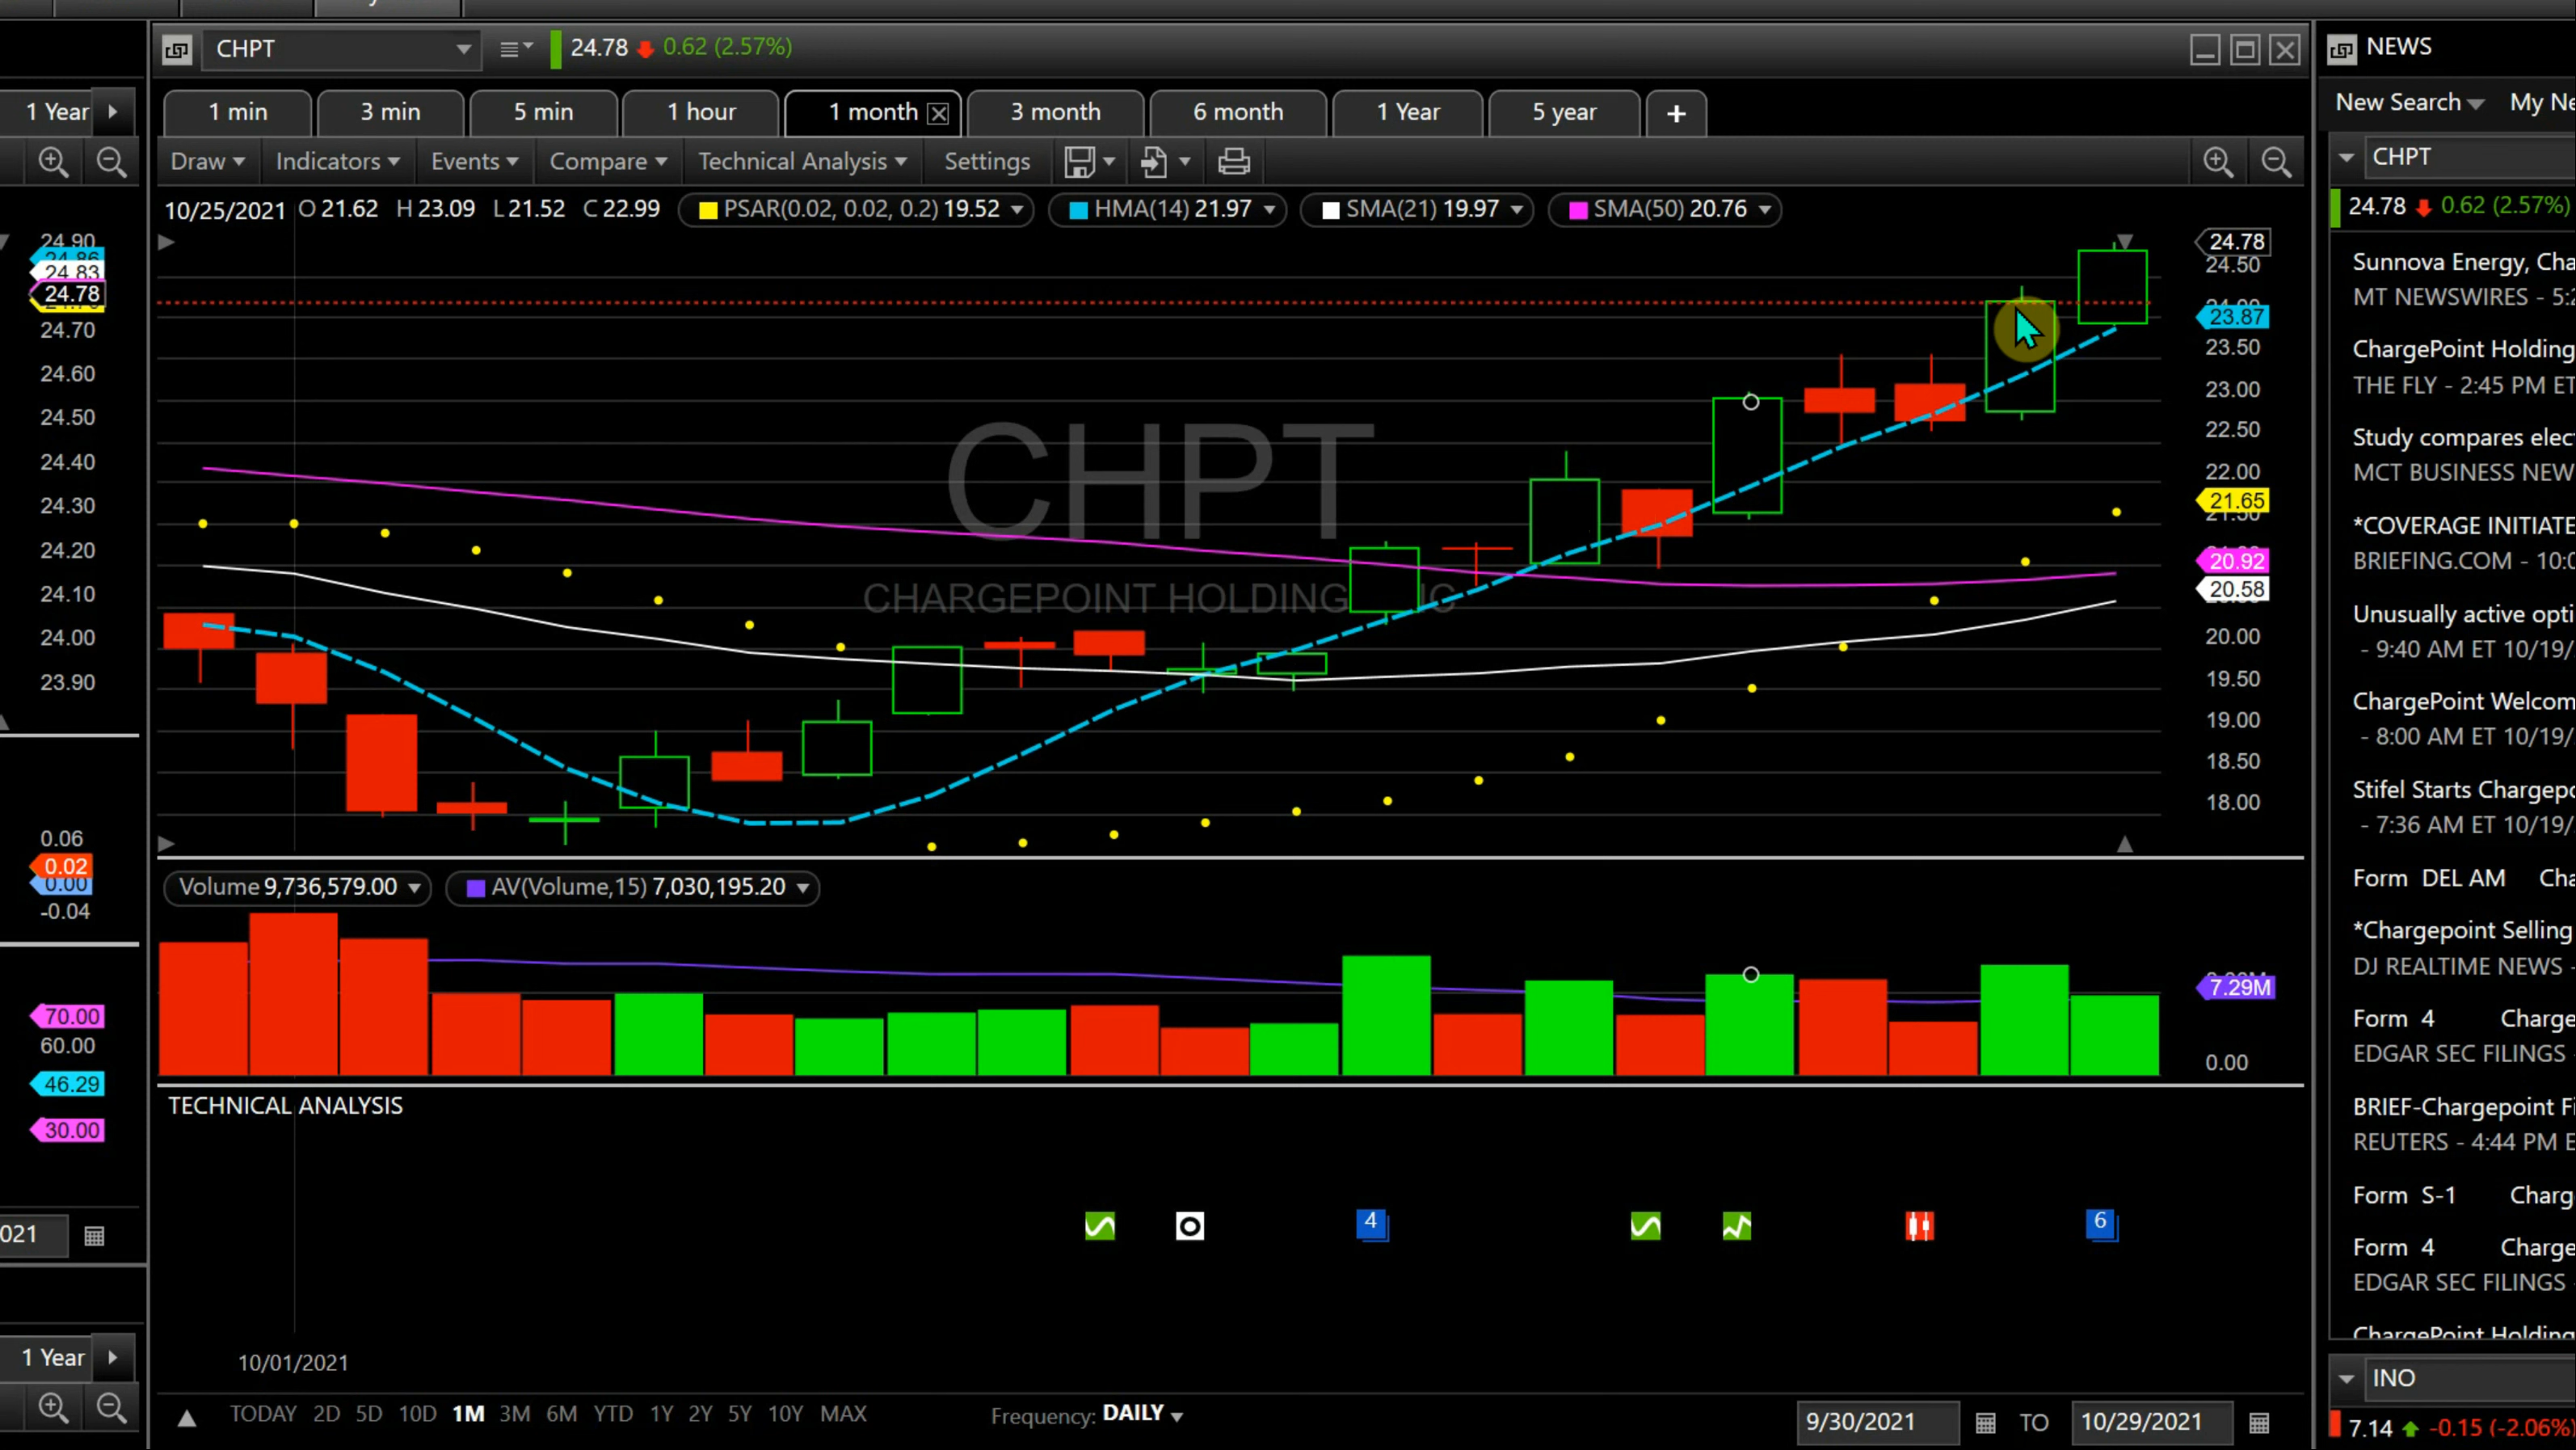 CHPT 24.78 0.62 (2.57%)
NEWS
1 Year
1 min 3 min 5 min 1 hour 1 month 3 month 6 month 1 Year 5 year +
New Search
CHPT
Draw Indicators Events Compare Technical Analysis Settings
24.78 0.62 (2.57%)
10/25/2021 O 21.62 H 23.09 L 21.52 C 22.99 PSAR(0.02, 0.02, 0.2) 19.52 HMA(14) 21.97 SMA(21) 19.97 SMA(50) 20.76
24.90
24.86
24.83
24.78
24.70
24.60
24.50
24.40
24.30
24.20
24.10
24.00
23.90
0.06
0.02
0.00
-0.04
70.00
60.00
46.29
30.00
021
1 Year
CHPT
CHARGEPOINT HOLDING
24.78
24.50
23.87
23.50
23.00
22.50
22.00
21.65
21.50
20.92
20.58
20.00
19.50
19.00
18.50
18.00
Volume 9,736,579.00 AV(Volume,15) 7,030,195.20
7.29M
0.00
TECHNICAL ANALYSIS
4
6
10/01/2021
TODAY 2D 5D 10D 1M 3M 6M YTD 1Y 2Y 5Y 10Y MAX Frequency: DAILY 9/30/2021 TO 10/29/2021
Sunnova Energy,
MT NEWSWIRES -
ChargePoint Holding
THE FLY - 2:45 PM ET
Study compares
MCT BUSINESS NEW
*COVERAGE INITIATE
BRIEFING.COM -
Unusually active
- 9:40 AM ET 10/19/
ChargePoint Welcom
- 8:00 AM ET 10/19/
Stifel Starts
- 7:36 AM ET 10/19/
Form DEL AM
*Chargepoint Selling
DJ REALTIME NEWS -
Form 4 Charge
EDGAR SEC FILINGS
BRIEF-Chargepoint
REUTERS - 4:44 PM
Form S-1 Charg
Form 4 Charge
EDGAR SEC FILINGS
ChargePoint Holding
INO
7.14 -0.15 (-2.06%)